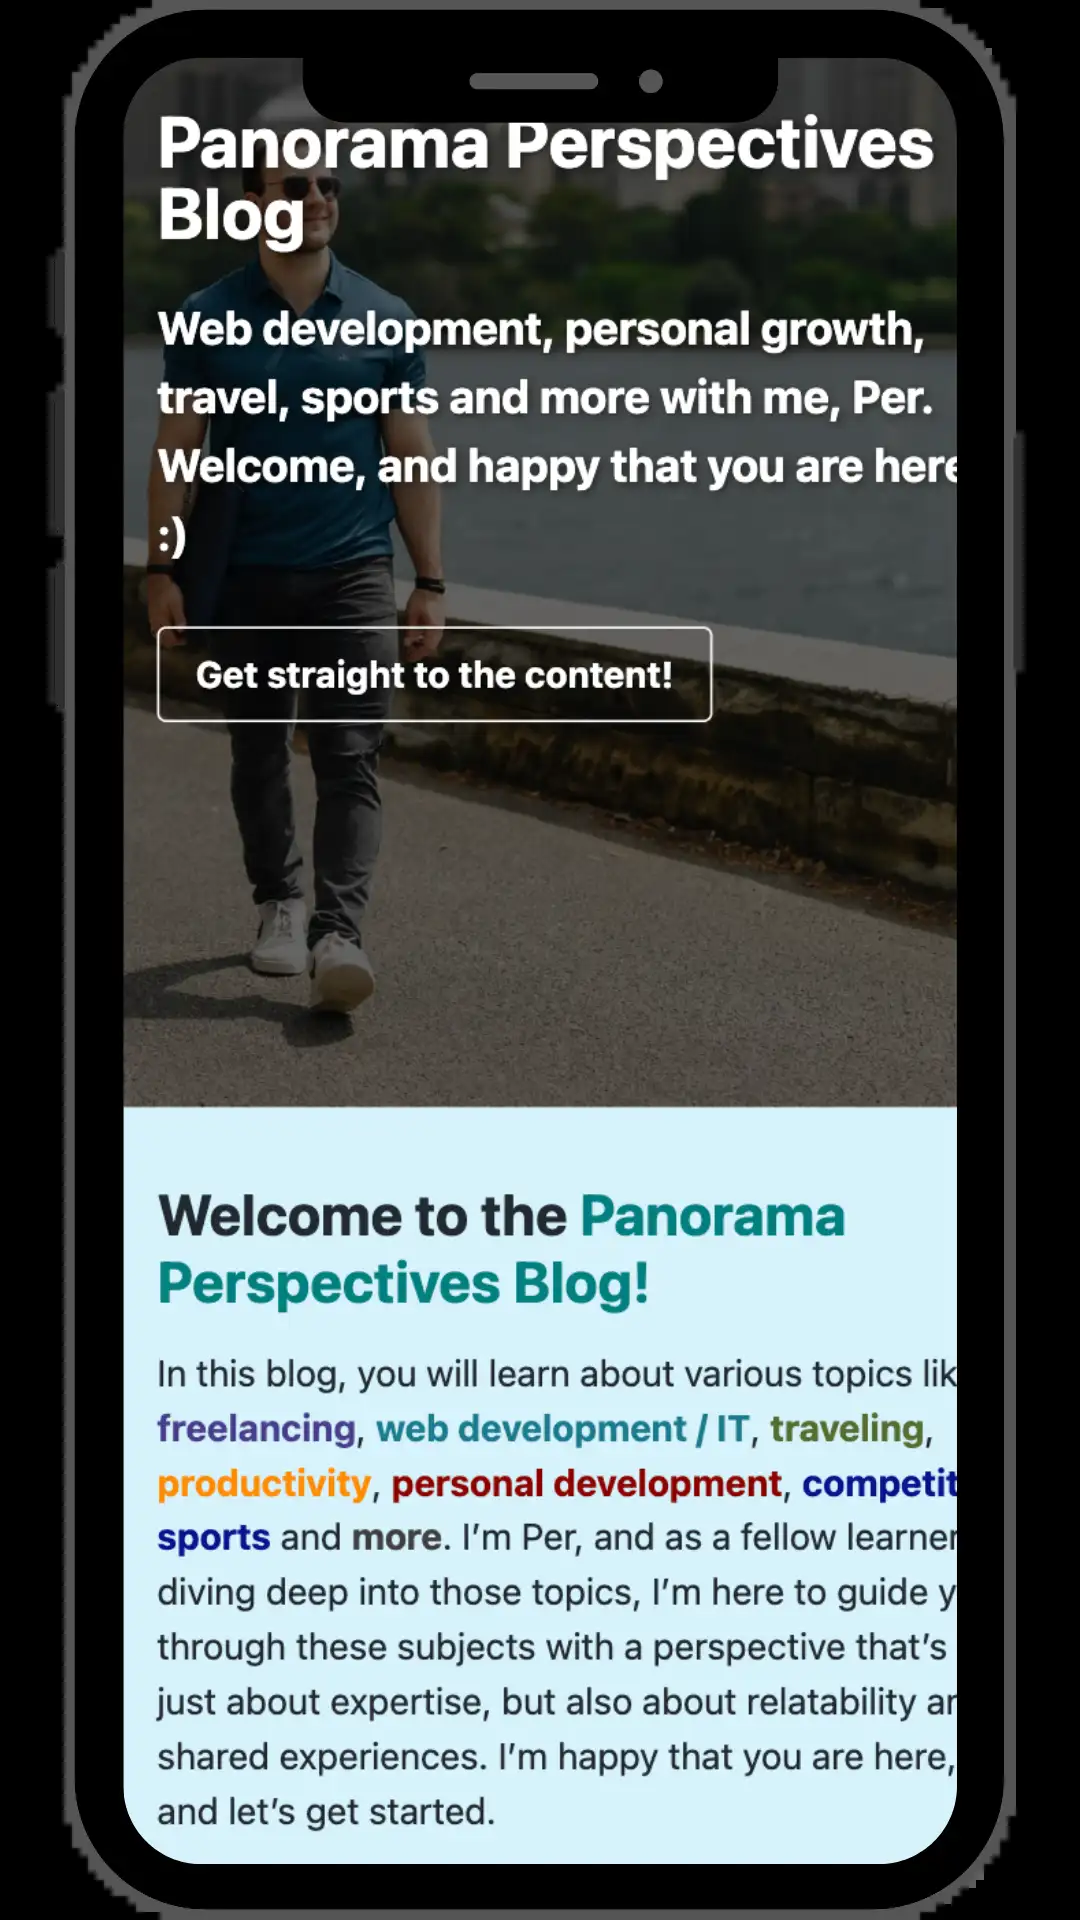 Panorama Perspectives
Blog
Web development, personal growth,
travel, sports and more with me, Per.
Welcome, and happy that you are here
:)
Get straight to the content!
Welcome to the Panorama
Perspectives Blog!
In this blog, you will learn about various topics lik
freelancing, web development / IT, traveling,
productivity, personal development, competit
sports and more. I’m Per, and as a fellow learner
diving deep into those topics, I’m here to guide y
through these subjects with a perspective that’s
just about expertise, but also about relatability ar
shared experiences. I’m happy that you are here,
and let’s get started.